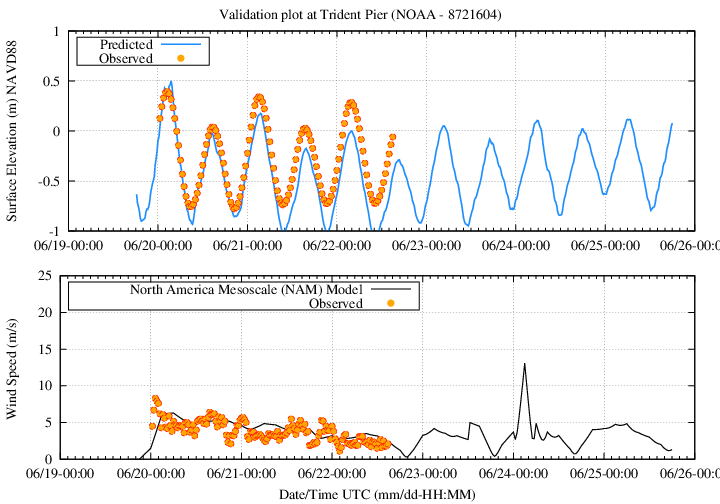 Validation plot at Trident Pier (NOAA - 8721604)
Surface Elevation (m) NAVD88
1
0.5
0
-0.5
-1
Predicted
Observed
06/19-00:00 06/20-00:00 06/21-00:00 06/22-00:00 06/23-00:00 06/24-00:00 06/25-00:00 06/26-0
Wind Speed (m/s)
25
20
15
10
5
0
North America Mesoscale (NAM) Model
Observed
06/19-00:00 06/20-00:00 06/21-00:00 06/22-00:00 06/23-00:00 06/24-00:00 06/25-00:00 06/26-0
Date/Time UTC (mm/dd-HH:MM)